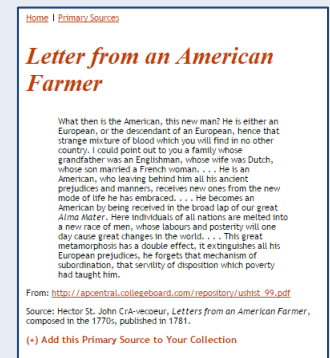 Home | Primary Sources
Letter from an American
Farmer
What then is the American, this new man? He is either an
European, or the descendant of an European, hence that
strange mixture of blood which you will find in no other
country. I could point out to you a family whose
grandfather was an Englishman, whose wife was Dutch,
whose son married a French woman. . . . He is an
American, who leaving behind him all his ancient
prejudices and manners, receives new ones from the new
mode of life he has embraced. . . . He becomes an
American by being received in the broad lap of our great
Alma Mater. Here individuals of all nations are melted into
a new race of men, whose labours and posterity will one
day cause great changes in the world. . . . This great
metamorphosis has a double effect, it extinguishes all his
European prejudices, he forgets that mechanism of
subordination, that servility of disposition which poverty
had taught him.
From: http://apcentral.collegeboard.com/repository/ushist_99.pdf
Source: Hector St. John CrA-vecoeur, Letters from an American Farmer,
composed in the 1770s, published in 1781.
(+) Add this Primary Source to Your Collection